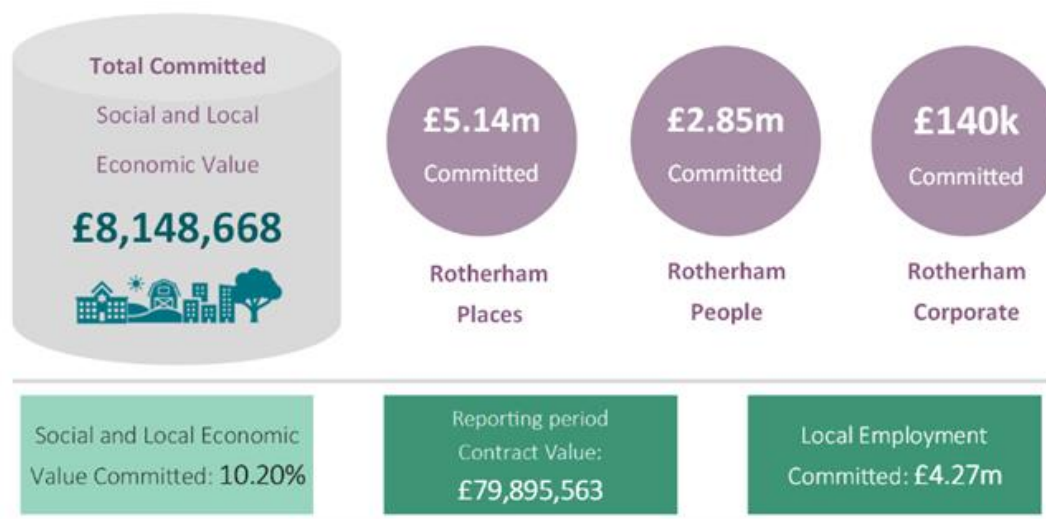 Total Committed
Social and Local
Economic Value
£8,148,668
£5.14m
Committed
Rotherham
Places
£2.85m
Committed
Rotherham
People
£140k
Committed
Rotherham
Corporate
Social and Local Economic
Value Committed: 10.20%
Reporting period
Contract Value:
£79,895,563
Local Employment
Committed: £4.27m